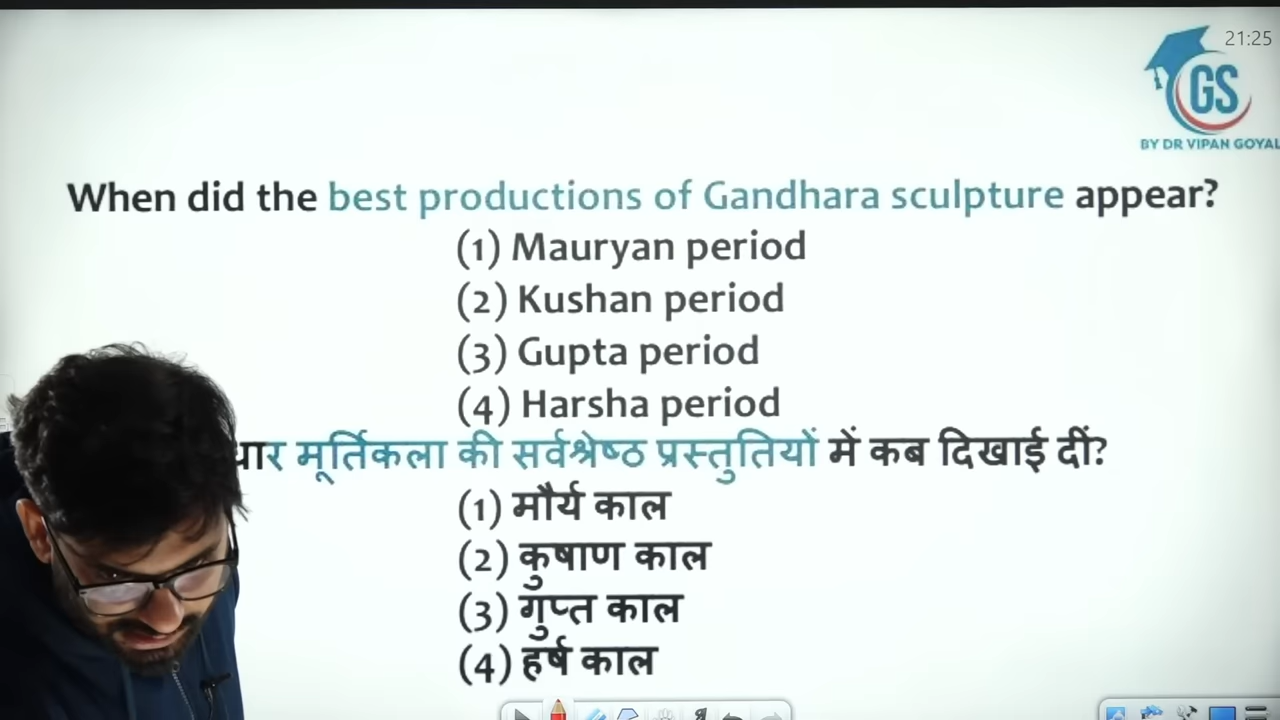 21:25
GS
BY DR VIPAN GOYAL
When did the best productions of Gandhara sculpture appear?
(1) Mauryan period
(2) Kushan period
(3) Gupta period
(4) Harsha period
मूर्तिकला की सर्वश्रेष्ठ प्रस्तुतियों में कब दिखाई दीं?
(1) मौर्य काल
(2) कुषाण काल
(3) गुप्त काल
(4) हर्ष काल